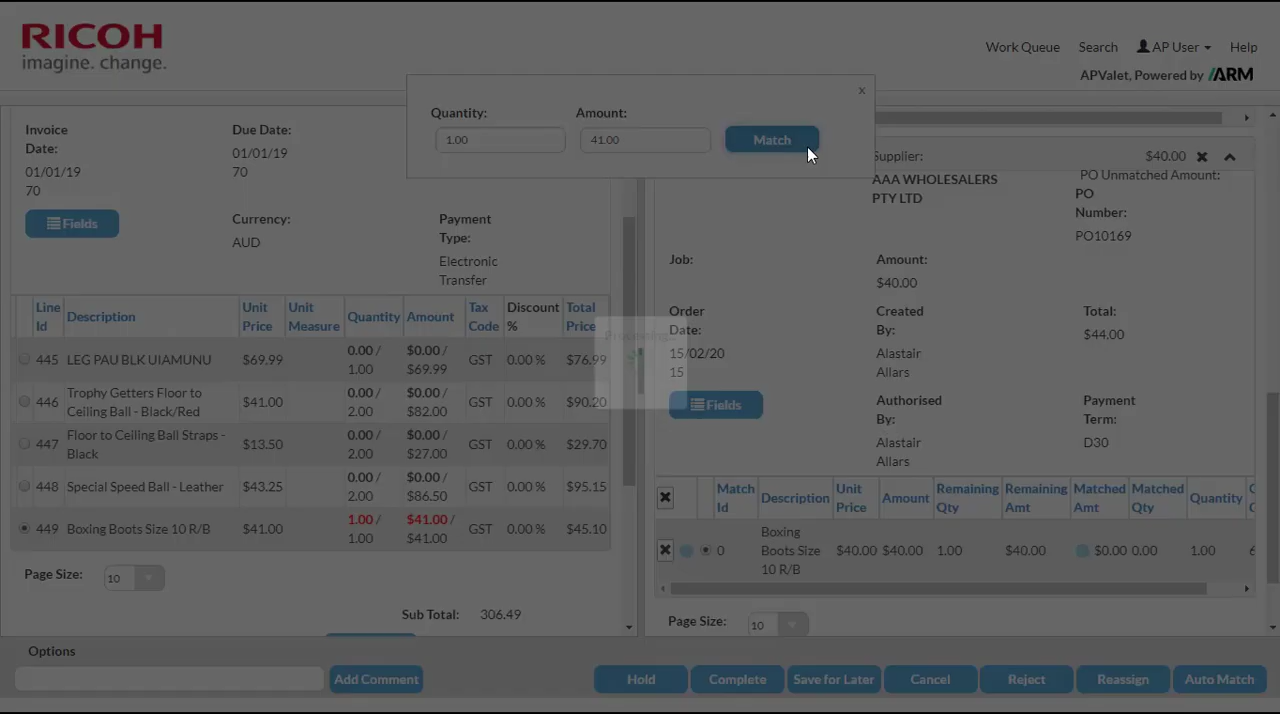 RICOH
imagine. change.
Work Queue Search AP User Help
APValet, Powered by ARM
x
Quantity: Amount:
1.00 41.00 Match
Invoice
Date:
01/01/19
70
Due Date:
01/01/19
70
Fields
Currency:
AUD
Payment
Type:
Electronic
Transfer
Line
Id
Description
Unit
Price
Unit
Measure
Quantity
Amount
Tax
Code
Discount
%
Total
Price
445 LEG PAU BLK UIAMUNU $69.99 0.00 / $0.00 / GST 0.00 % $76.99
1.00 $69.99
446 Trophy Getters Floor to
Ceiling Ball - Black/Red $41.00 0.00 / $0.00 / GST 0.00 % $90.20
2.00 $82.00
447 Floor to Ceiling Ball Straps -
Black $13.50 0.00 / $0.00 / GST 0.00 % $29.70
2.00 $27.00
448 Special Speed Ball - Leather $43.25 0.00 / $0.00 / GST 0.00 % $95.15
2.00 $86.50
449 Boxing Boots Size 10 R/B $41.00 1.00 / $41.00 / GST 0.00 % $45.10
1.00 $41.00
Page Size: 10
Sub Total: 306.49
Processing...
Supplier: $40.00
AAA WHOLESALERS
PTY LTD
PO Unmatched Amount:
PO
Number:
PO10169
Job:
Amount:
$40.00
Order
Date:
15/02/20
15
Created
By:
Alastair
Allars
Total:
$44.00
Fields
Authorised
By:
Alastair
Allars
Payment
Term:
D30
Match
Id
Description
Unit
Price
Amount
Remaining
Qty
Remaining
Amt
Matched
Amt
Matched
Qty
Quantity
0 Boxing
Boots Size
10 R/B $40.00 $40.00 1.00 $40.00 $0.00 0.00 1.00
Page Size: 10
Options
Add Comment Hold Complete Save for Later Cancel Reject Reassign Auto Match